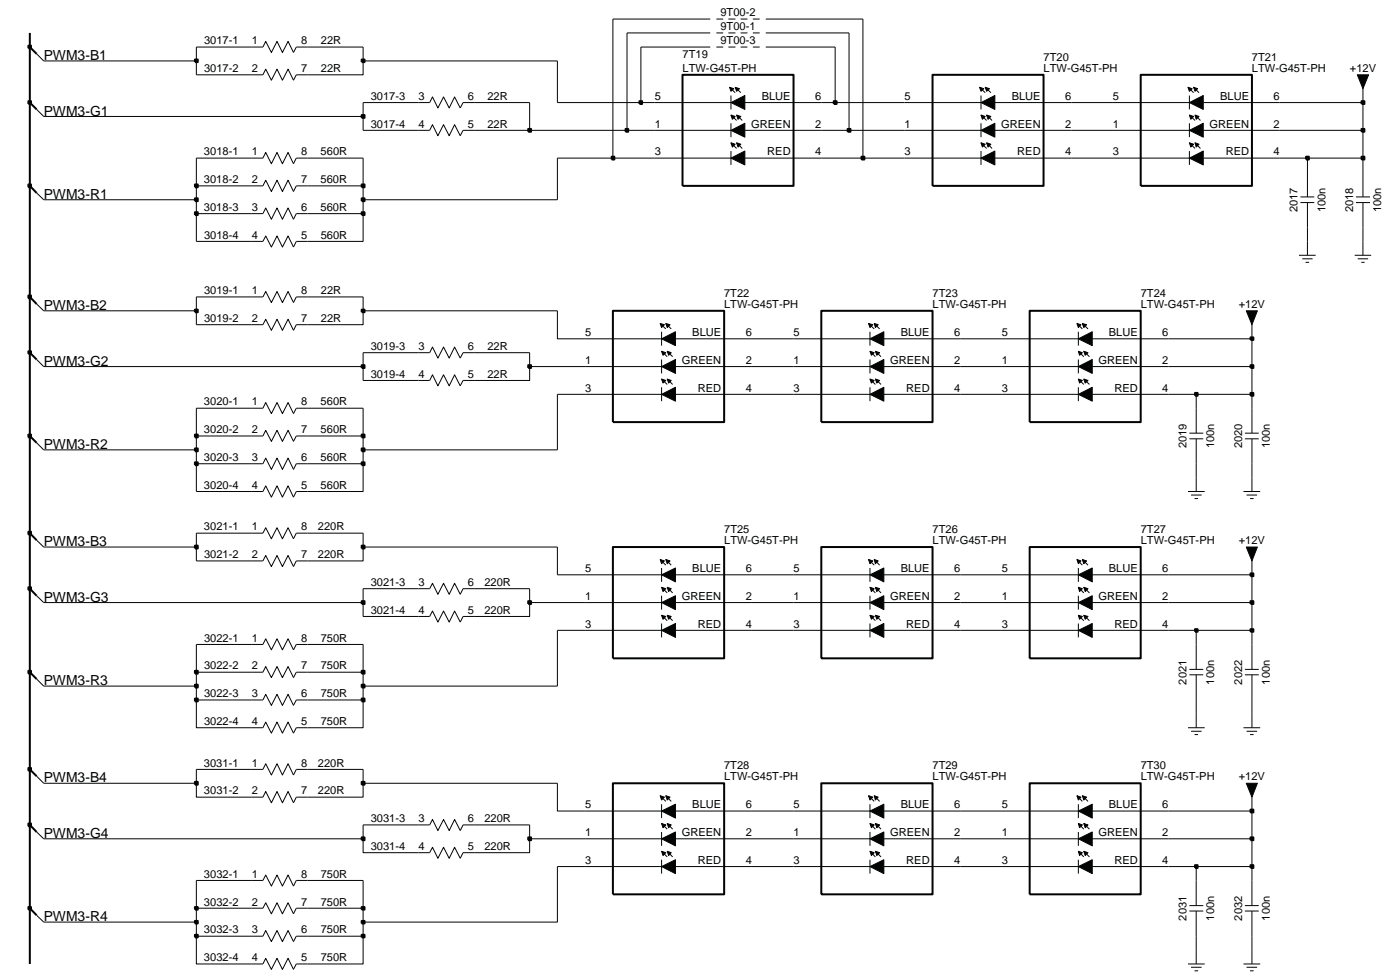 9T00-2
9T00-1
9T00-3
PWM3-B1
3017-1 1 8 22R
3017-2 2 7 22R
PWM3-G1
3017-3 3 6 22R
3017-4 4 5 22R
PWM3-R1
3018-1 1 8 560R
3018-2 2 7 560R
3018-3 3 6 560R
3018-4 4 5 560R
7T19
LTW-G45T-PH
5 BLUE 6
1 GREEN 2
3 RED 4
7T20
LTW-G45T-PH
5 BLUE 6
1 GREEN 2
3 RED 4
7T21
LTW-G45T-PH
5 BLUE 6
1 GREEN 2
3 RED 4
+12V
2017
100n
2018
100n
PWM3-B2
3019-1 1 8 22R
3019-2 2 7 22R
PWM3-G2
3019-3 3 6 22R
3019-4 4 5 22R
PWM3-R2
3020-1 1 8 560R
3020-2 2 7 560R
3020-3 3 6 560R
3020-4 4 5 560R
7T22
LTW-G45T-PH
5 BLUE 6
1 GREEN 2
3 RED 4
7T23
LTW-G45T-PH
5 BLUE 6
1 GREEN 2
3 RED 4
7T24
LTW-G45T-PH
5 BLUE 6
1 GREEN 2
3 RED 4
+12V
2019
100n
2020
100n
PWM3-B3
3021-1 1 8 220R
3021-2 2 7 220R
PWM3-G3
3021-3 3 6 220R
3021-4 4 5 220R
PWM3-R3
3022-1 1 8 750R
3022-2 2 7 750R
3022-3 3 6 750R
3022-4 4 5 750R
7T25
LTW-G45T-PH
5 BLUE 6
1 GREEN 2
3 RED 4
7T26
LTW-G45T-PH
5 BLUE 6
1 GREEN 2
3 RED 4
7T27
LTW-G45T-PH
5 BLUE 6
1 GREEN 2
3 RED 4
+12V
2021
100n
2022
100n
PWM3-B4
3031-1 1 8 220R
3031-2 2 7 220R
PWM3-G4
3031-3 3 6 220R
3031-4 4 5 220R
PWM3-R4
3032-1 1 8 750R
3032-2 2 7 750R
3032-3 3 6 750R
3032-4 4 5 750R
7T28
LTW-G45T-PH
5 BLUE 6
1 GREEN 2
3 RED 4
7T29
LTW-G45T-PH
5 BLUE 6
1 GREEN 2
3 RED 4
7T30
LTW-G45T-PH
5 BLUE 6
1 GREEN 2
3 RED 4
+12V
2031
100n
2032
100n